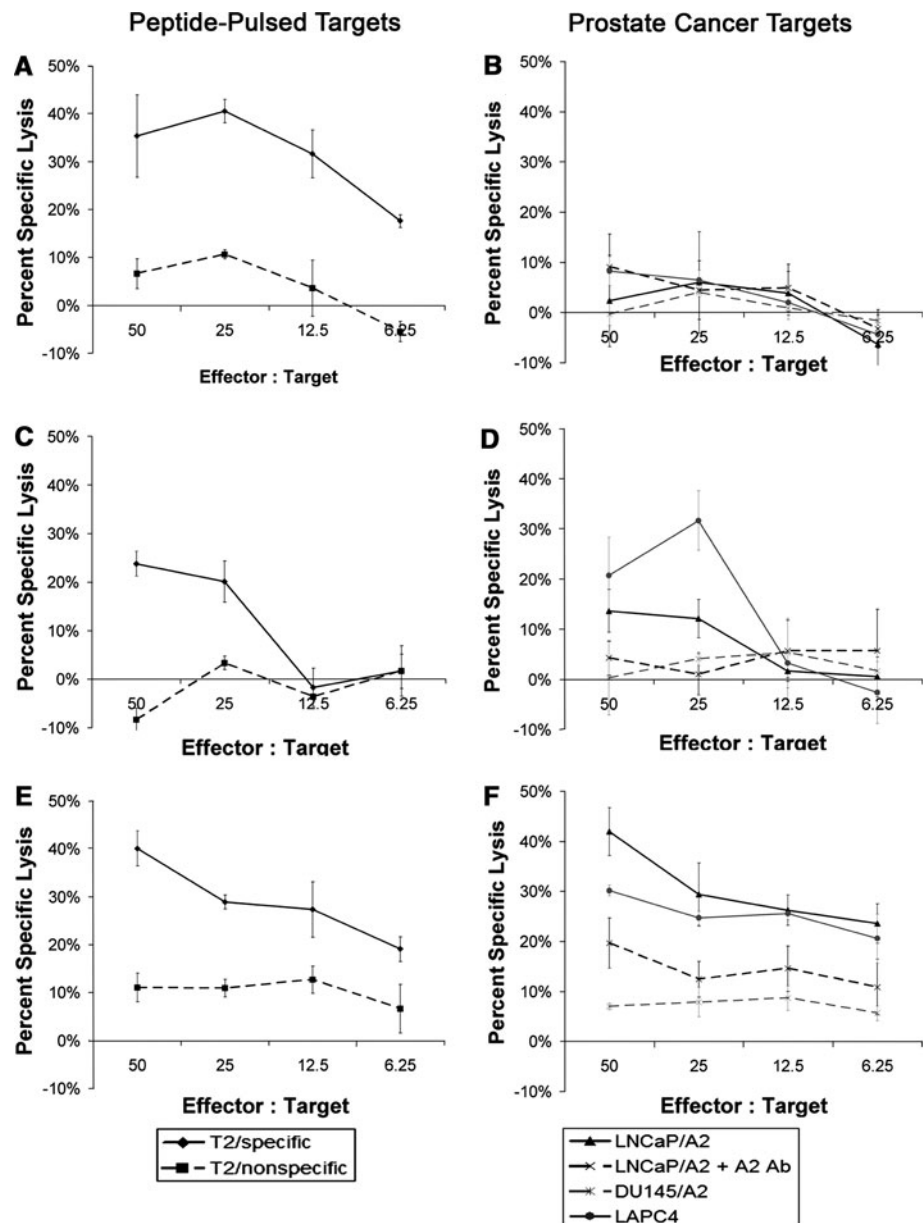 Peptide-Pulsed Targets
Prostate Cancer Targets
A
50%
40%
30%
20%
10%
0%
-10%
Percent Specific Lysis
50 25 12.5 6.25
Effector : Target
B
50%
40%
30%
20%
10%
0%
-10%
Percent Specific Lysis
50 25 12.5 6.25
Effector : Target
C
50%
40%
30%
20%
10%
0%
-10%
Percent Specific Lysis
50 25 12.5 6.25
Effector : Target
D
50%
40%
30%
20%
10%
0%
-10%
Percent Specific Lysis
50 25 12.5 6.25
Effector : Target
E
50%
40%
30%
20%
10%
0%
-10%
Percent Specific Lysis
50 25 12.5 6.25
Effector : Target
T2/specific
T2/nonspecific
F
50%
40%
30%
20%
10%
0%
-10%
Percent Specific Lysis
50 25 12.5 6.25
Effector : Target
LNCaP/A2
LNCaP/A2 + A2 Ab
DU145/A2
LAPC4